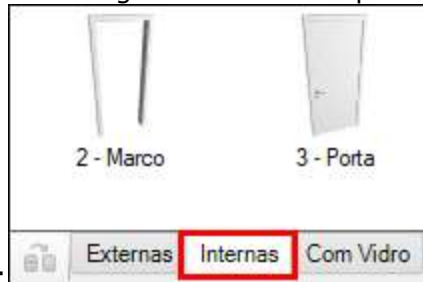 2 - Marco 3 - Porta
. Externas Internas Com Vidro